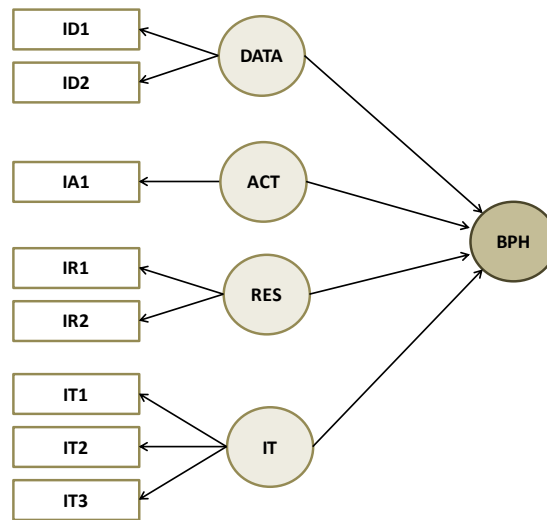 ID1
ID2
DATA
IA1
ACT
BPH
IR1
IR2
RES
IT1
IT2
IT3
IT